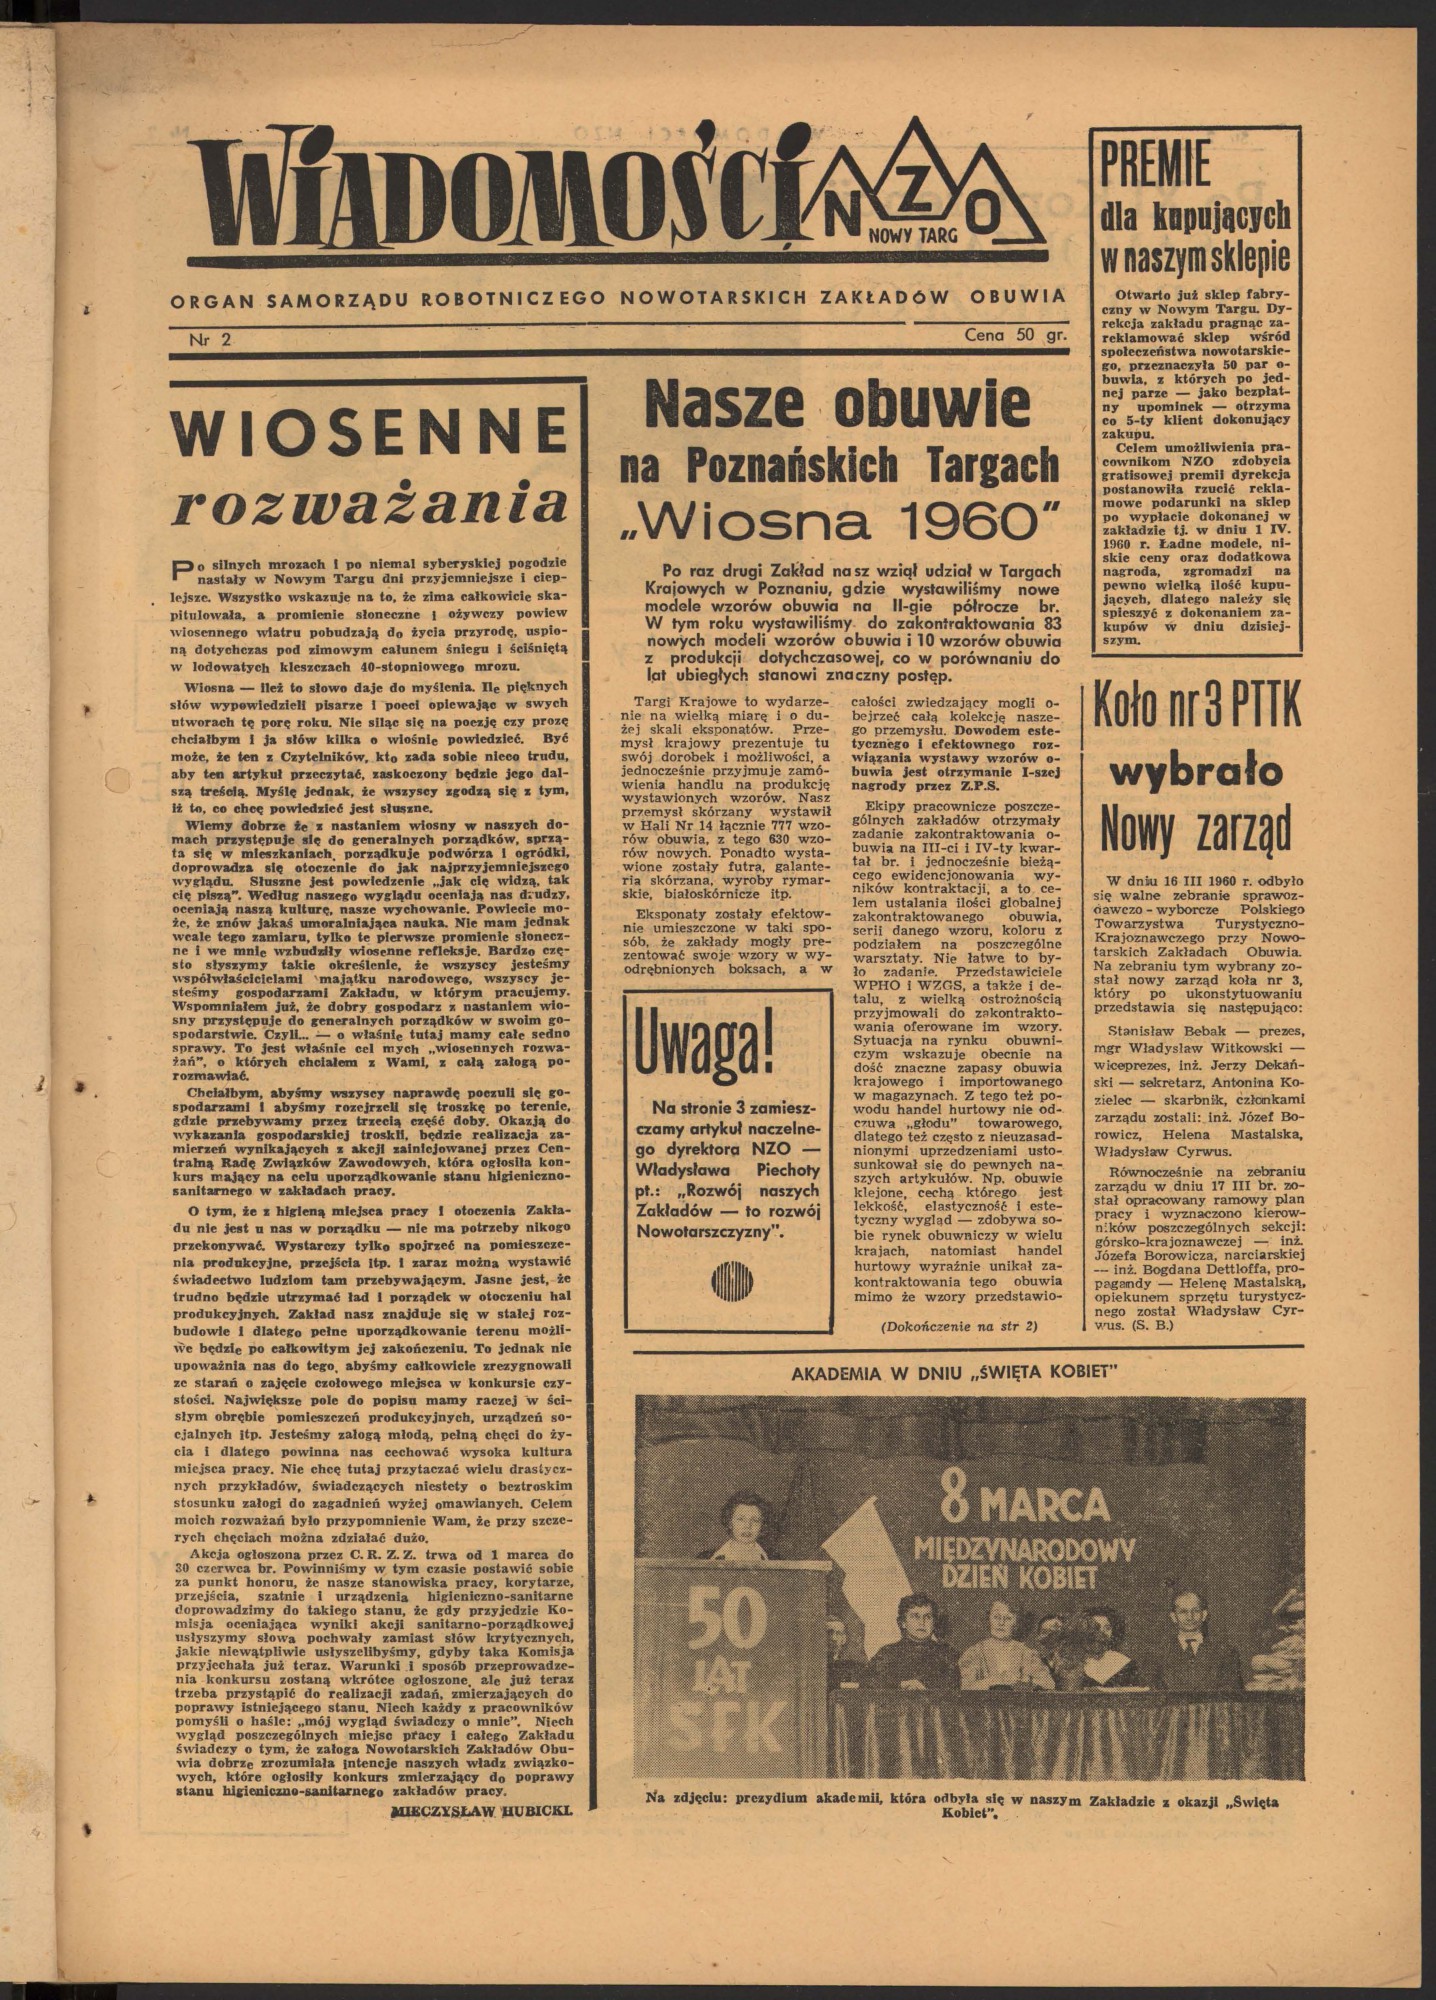 WIADOMOŚCI NZO
NOWY TARG
ORGAN SAMORZĄDU ROBOTNICZEGO NOWOTARSKICH ZAKŁADÓW OBUWIA
Nr 2
Cena 50 gr.
WIOSENNE
rozważania
Po silnych mrozach i po niemal syberyskiej pogodzie
nastały w Nowym Targu dni przyjemniejsze i ciep-
lejsze. Wszystko wskazuje na to, że zima całkowicie ska-
pitulowała, a promienie słoneczne i ożywczy powiew
wiosennego wiatru pobudzają do życia przyrodę, uspio-
ną dotychczas pod zimowym całunem śniegu i ściśniętą
w lodowatych kleszczach 40-stopniowego mrozu.
Wiosna — ileż to słowo daje do myślenia. Ile pięknych
słów wypowiedzieli pisarze i poeci opiewając w swych
utworach tę porę roku. Nie siląc się na poezję czy prozę
chciałbym i ja słów kilka o wiośnie powiedzieć. Być
może, że ten z Czytelników, kto zada sobie nieco trudu,
aby ten artykuł przeczytać, zaskoczony będzie jego dal-
szą treścią. Myślę jednak, że wszyscy zgodzą się z tym,
iż to, co chcę powiedzieć jest słuszne.
Wiemy dobrze że z nastaniem wiosny w naszych do-
mach przystępuje się do generalnych porządków, sprzą-
ta się w mieszkaniach, porządkuje podwórza i ogródki,
doprowadza się otoczenie do jak najprzyjemniejszego
wyglądu. Słuszne jest powiedzenie „jak cię widzą, tak
cię piszą”. Według naszego wyglądu oceniają nas drudzy,
oceniają naszą kulturę, nasze wychowanie. Powiecie mo-
że, że znów jakaś umoralniająca nauka. Nie mam jednak
wcale tego zamiaru, tylko te pierwsze promienie słonecz-
ne i we mnie wzbudziły wiosenne refleksje. Bardzo czę-
sto słyszymy takie określenie, że wszyscy jesteśmy
współwłaścicielami majątku narodowego, wszyscy je-
steśmy gospodarzami Zakładu, w którym pracujemy.
Wspomniałem już, że dobry gospodarz z nastaniem wio-
sny przystępuje do generalnych porządków w swoim go-
spodarstwie. Czyli... — o właśnie tutaj mamy całe sedno
sprawy. To jest właśnie cel mych „wiosennych rozwa-
żań”, o których chciałem z Wami, z całą załogą po-
rozmawiać.
Chciałbym, abyśmy wszyscy naprawdę poczuli się go-
spodarzami i abyśmy rozejrzeli się troszkę po terenie,
gdzie przebywamy przez trzecią część doby. Okazją do
wykazania gospodarskiej troskli, będzie realizacja za-
mierzeń wynikających z akcji zainicjowanej przez Cen-
tralną Radę Związków Zawodowych, która ogłosiła kon-
kurs mający na celu uporządkowanie stanu higieniczno-
sanitarnego w zakładach pracy.
O tym, że z higieną miejsca pracy i otoczenia Zakła-
du nie jest u nas w porządku — nie ma potrzeby nikogo
przekonywać. Wystarczy tylko spojrzeć na pomieszcze-
nia produkcyjne, przejścia itp. i zaraz można wystawić
świadectwo ludziom tam przebywającym. Jasne jest, że
trudno będzie utrzymać ład i porządek w otoczeniu hal
produkcyjnych. Zakład nasz znajduje się w stałej roz-
budowie i dlatego pełne uporządkowanie terenu możli-
we będzie po całkowitym jej zakończeniu. To jednak nie
upoważnia nas do tego, abyśmy całkowicie zrezygnowali
ze starań o zajęcie czołowego miejsca w konkursie czy-
stości. Największe pole do popisu mamy raczej w ści-
słym obrębie pomieszczeń produkcyjnych, urządzeń so-
cjalnych itp. Jesteśmy załogą młodą, pełną chęci do ży-
cia i dlatego powinna nas cechować wysoka kultura
miejsca pracy. Nie chcę tutaj przytaczać wielu drastycz-
nych przykładów, świadczących niestety o beztroskim
stosunku załogi do zagadnień wyżej omawianych. Celem
moich rozważań było przypomnienie Wam, że przy szcze-
rych chęciach można zdziałać dużo.
Akcja ogłoszona przez C. R. Z. Z. trwa od 1 marca do
30 czerwca br. Powinniśmy w tym czasie postawić sobie
za punkt honoru, że nasze stanowiska pracy, korytarze,
przejścia, szatnie i urządzenia higieniczno-sanitarne
doprowadzimy do takiego stanu, że gdy przyjedzie Ko-
misja oceniająca wyniki akcji sanitarno-porządkowej
usłyszymy słowa pochwały zamiast słów krytycznych,
jakie niewątpliwie usłyszelibyśmy, gdyby taka Komisja
przyjechała już teraz. Warunki i sposób przeprowadze-
nia konkursu zostaną wkrótce ogłoszone, ale już teraz
trzeba przystąpić do realizacji zadań, zmierzających do
poprawy istniejącego stanu. Niech każdy z pracowników
pomyśli o haśle: „mój wygląd świadczy o mnie”. Niech
wygląd poszczególnych miejsc pracy i całego Zakładu
świadczy o tym, że załoga Nowotarskich Zakładów Obu-
wia dobrze zrozumiała intencje naszych władz związko-
wych, które ogłosiły konkurs zmierzający do poprawy
stanu higieniczno-sanitarnego zakładów pracy.
MIECZYSŁAW HUBICKI.
Nasze obuwie
na Poznańskich Targach
„Wiosna 1960”
Po raz drugi Zakład nasz wziął udział w Targach
Krajowych w Poznaniu, gdzie wystawiliśmy nowe
modele wzorów obuwia na II-gie półrocze br.
W tym roku wystawiliśmy do zakontraktowania 83
nowych modeli wzorów obuwia i 10 wzorów obuwia
z produkcji dotychczasowej, co w porównaniu do
lat ubiegłych stanowi znaczny postęp.
Targi Krajowe to wydarze-
nie na wielką miarę i o du-
żej skali eksponatów. Prze-
mysł krajowy prezentuje tu
swój dorobek i możliwości, a
jednocześnie przyjmuje zamó-
wienia handlu na produkcję
wystawionych wzorów. Nasz
przemysł skórzany wystawił
w Hali Nr 14 łącznie 777 wzo-
rów obuwia, z tego 630 wzo-
rów nowych. Ponadto wysta-
wione zostały futra, galante-
ria skórzana, wyroby rymar-
skie, białoskórnicze itp.
Eksponaty zostały efektow-
nie umieszczone w taki spo-
sób, że zakłady mogły pre-
zentować swoje wzory w wy-
odrębnionych boksach, a w
całości zwiedzający mogli o-
bejrzeć całą kolekcję nasze-
go przemysłu. Dowodem este-
tycznego i efektownego roz-
wiązania wystawy wzorów o-
buwia jest otrzymanie I-szej
nagrody przez Z.P.S.
Ekipy pracownicze poszcze-
gólnych zakładów otrzymały
zadanie zakontraktowania o-
buwia na III-ci i IV-ty kwar-
tał br. i jednocześnie bieżą-
cego ewidencjonowania wy-
ników kontraktacji, a to ce-
lem ustalania ilości globalnej
zakontraktowanego obuwia,
serii danego wzoru, koloru z
podziałem na poszczególne
warsztaty. Nie łatwe to by-
ło zadanie. Przedstawiciele
WPHO i WZGS, a także i de-
talu, z wielką ostrożnością
przyjmowali do zakontrakto-
wania oferowane im wzory.
Sytuacja na rynku obuwni-
czym wskazuje obecnie na
dość znaczne zapasy obuwia
krajowego i importowanego
w magazynach. Z tego też po-
wodu handel hurtowy nie od-
czuwa „głodu” towarowego,
dlatego też często z nieuzasad-
nionymi uprzedzeniami usto-
sunkował się do pewnych na-
szych artykułów. Np. obuwie
klejone, cechą którego jest
lekkość, elastyczność i este-
tyczny wygląd — zdobywa so-
bie rynek obuwniczy w wielu
krajach, natomiast handel
hurtowy wyraźnie unikał za-
kontraktowania tego obuwia
mimo że wzory przedstawio-
(Dokończenie na str 2)
Uwaga!
Na stronie 3 zamiesz-
czamy artykuł naczelne-
go dyrektora NZO —
Władysława Piechoty
pt.: „Rozwój naszych
Zakładów — to rozwój
Nowotarszczyzny”.
PREMIE
dla kupujących
w naszym sklepie
Otwarto już sklep fabry-
czny w Nowym Targu. Dy-
rekcja zakładu pragnąc za-
reklamować sklep wśród
społeczeństwa nowotarskie-
go, przeznaczyła 50 par o-
buwia, z których po jed-
nej parze — jako bezpłat-
ny upominek — otrzyma
co 5-ty klient dokonujący
zakupu.
Celem umożliwienia pra-
cownikom NZO zdobycia
gratisowej premii dyrekcja
postanowiła rzucić rekla-
mowe podarunki na sklep
po wypłacie dokonanej w
zakładzie tj. w dniu 1 IV.
1960 r. Ładne modele, ni-
skie ceny oraz dodatkowa
nagroda, zgromadzi na
pewno wielką ilość kupu-
jących, dlatego należy się
spieszyć z dokonaniem za-
kupów w dniu dzisiej-
szym.
Koło nr 3 PTTK
wybrało
Nowy zarząd
W dniu 16 III 1960 r. odbyło
się walne zebranie sprawoz-
dawczo - wyborcze Polskiego
Towarzystwa Turystyczno-
Krajoznawczego przy Nowo-
tarskich Zakładach Obuwia.
Na zebraniu tym wybrany zo-
stał nowy zarząd koła nr 3,
który po ukonstytuowaniu
przedstawia się następująco:
Stanisław Bebak — prezes,
mgr Władysław Witkowski —
wiceprezes, inż. Jerzy Dekań-
ski — sekretarz, Antonina Ko-
zielec — skarbnik, członkami
zarządu zostali: inż. Józef Bo-
rowicz, Helena Mastalska,
Władysław Cyrwus.
Równocześnie na zebraniu
zarządu w dniu 17 III br. zo-
stał opracowany ramowy plan
pracy i wyznaczono kierow-
ników poszczególnych sekcji:
górsko-krajoznawczej — inż.
Józefa Borowicza, narciarskiej
— inż. Bogdana Dettloffa, pro-
pagandy — Helenę Mastalską,
opiekunem sprzętu turystycz-
nego został Władysław Cyr-
wus. (S. B.)
AKADEMIA W DNIU „ŚWIĘTA KOBIET”
8 MARCA
MIĘDZYNARODOWY
DZIEŃ KOBIET
50
LAT
Na zdjęciu: prezydium akademii, która odbyła się w naszym Zakładzie z okazji „Święta
Kobiet”.